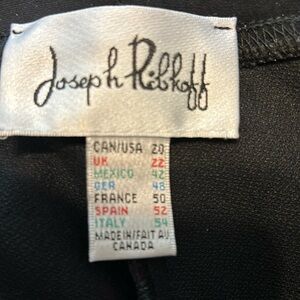 Joseph Ribkoff
CAN/USA 20
UK 22
MEXICO 42
GER 48
FRANCE 50
SPAIN 52
ITALY 54
MADE IN/FAIT AU
CANADA